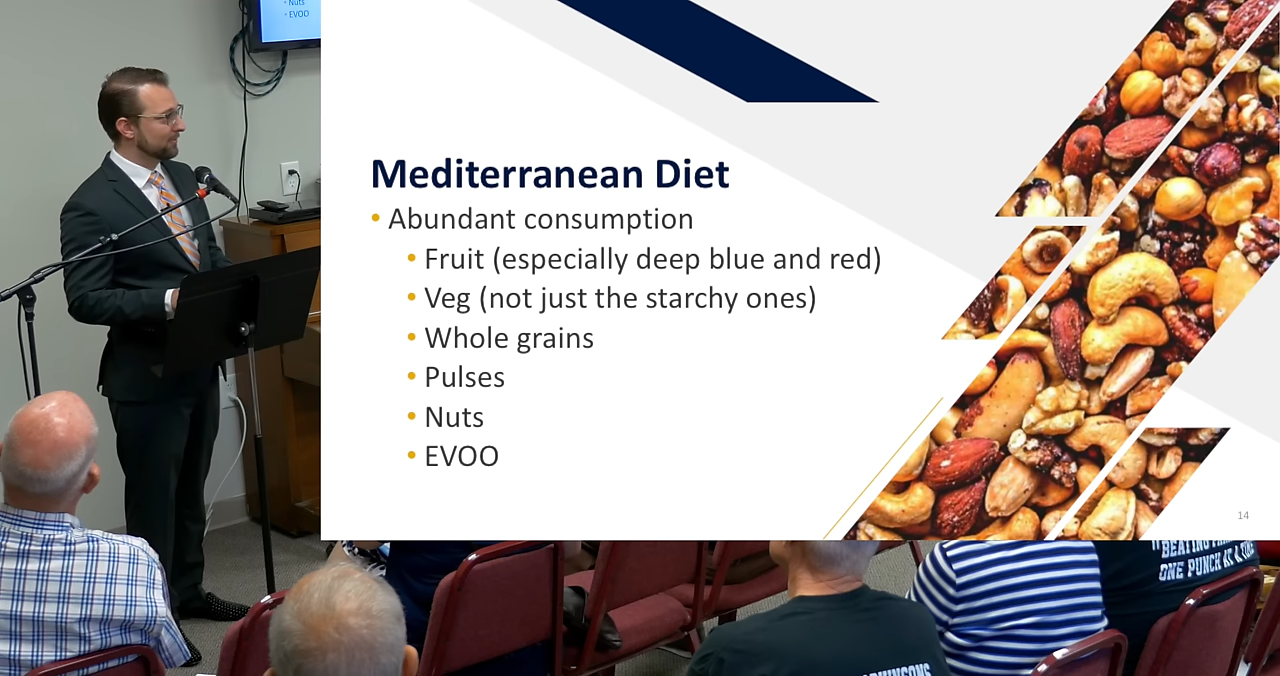 Nuts
• EVOO
Mediterranean Diet
• Abundant consumption
• Fruit (especially deep blue and red)
• Veg (not just the starchy ones)
• Whole grains
• Pulses
• Nuts
• EVOO
14
ONE PUNCH AT A TIME